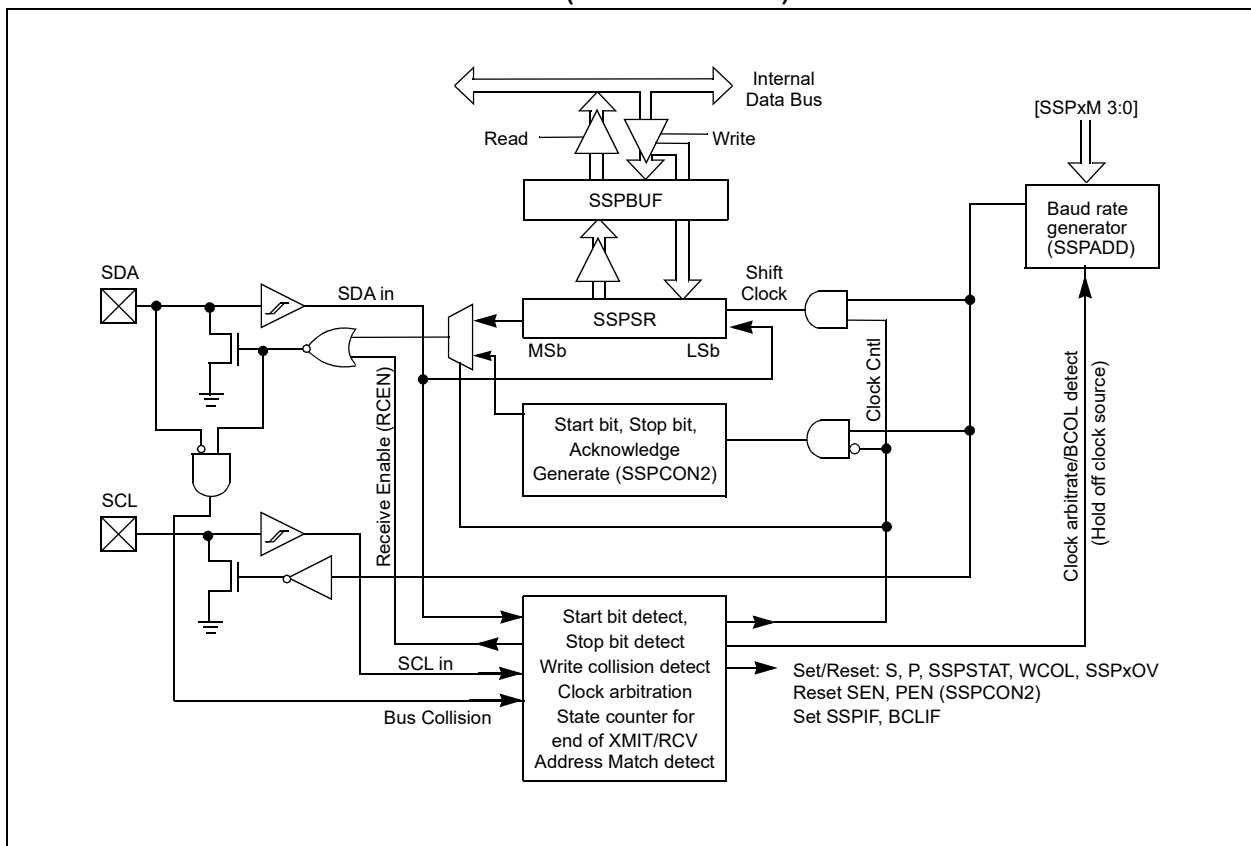 Internal
Data Bus
[SSPxM 3:0]
Read
Write
SSPBUF
Baud rate
generator
(SSPADD)
SDA
SDA in
Shift
Clock
SSPSR
MSb
LSb
Clock Cntl
Receive Enable (RCEN)
Start bit, Stop bit,
Acknowledge
Generate (SSPCON2)
Clock arbitrate/BCOL detect
(Hold off clock source)
SCL
SCL in
Bus Collision
Start bit detect,
Stop bit detect
Write collision detect
Clock arbitration
State counter for
end of XMIT/RCV
Address Match detect
Set/Reset: S, P, SSPSTAT, WCOL, SSPxOV
Reset SEN, PEN (SSPCON2)
Set SSPIF, BCLIF